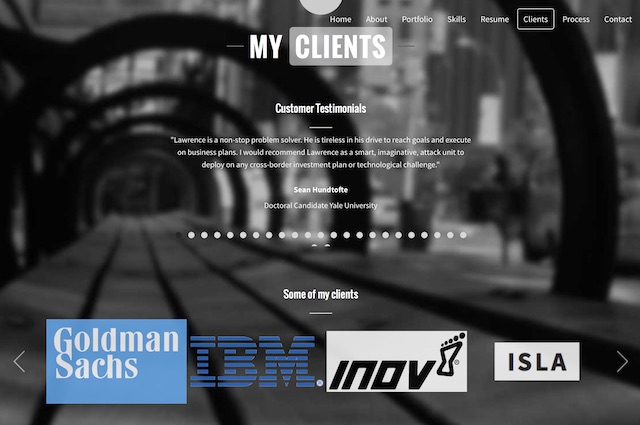 Home About Portfolio Skills Resume Clients Process Contact
MY CLIENTS
Customer Testimonials
"Lawrence is a non-stop problem solver. He is tireless in his drive to reach goals and execute
on business plans. I would recommend Lawrence as a smart, imaginative, attack unit to
deploy on any cross-border investment plan or technological challenge."
Sean Hundtofte
Doctoral Candidate Yale University
Some of my clients
Goldman
Sachs
IBM®
inov
ISLA